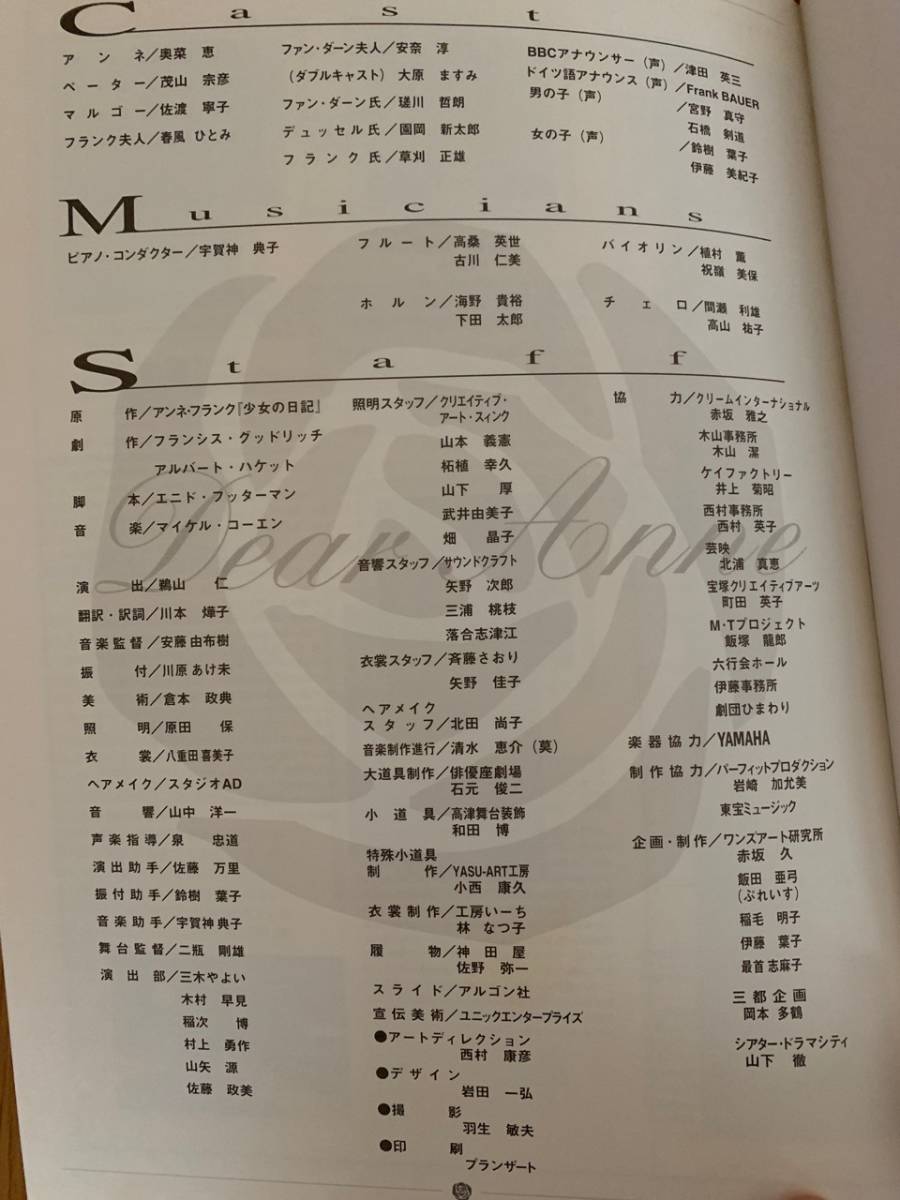 Cast
アンネ／奥菜 恵
ペーター／茂山 宗彦
マルゴー／佐渡 寧子
フランク夫人／春風 ひとみ
ファン・ダーン夫人／安奈 淳
（ダブルキャスト） 大原 ますみ
ファン・ダーン氏／瑳川 哲朗
デュッセル氏／園岡 新太郎
フランク氏／草刈 正雄
BBCアナウンサー（声）／津田 英三
ドイツ語アナウンス（声）／Frank BAUER
男の子（声）／宮野 真守
石橋 剣道
女の子（声）／鈴樹 葉子
伊藤 美紀子
Musicians
ピアノ・コンダクター／宇賀神 典子
フルート／高桑 英世
古川 仁美
ホルン／海野 貴裕
下田 太郎
バイオリン／植村 薫
祝嶺 美保
チェロ／間瀬 利雄
高山 祐子
Staff
原作／アンネ・フランク『少女の日記』
劇作／フランシス・グッドリッチ
アルバート・ハケット
脚本／エニド・フッターマン
音楽／マイケル・コーエン
演出／鵜山 仁
翻訳・訳詞／川本 燁子
音楽監督／安藤 由布樹
振付／川原 あけ未
美術／倉本 政典
照明／原田 保
衣裳／八重田 喜美子
ヘアメイク／スタジオAD
音響／山中 洋一
声楽指導／泉 忠道
演出助手／佐藤 万里
振付助手／鈴樹 葉子
音楽助手／宇賀神 典子
舞台監督／二瓶 剛雄
演出部／三木 やよい
木村 早見
稲次 博
村上 勇作
山矢 源
佐藤 政美
照明スタッフ／クリエイティブ・
アート・スィンク
山本 義憲
柘植 幸久
山下 厚
武井由美子
畑 晶子
音響スタッフ／サウンドクラフト
矢野 次郎
三浦 桃枝
落合志津江
衣裳スタッフ／斉藤さおり
矢野 佳子
ヘアメイク
スタッフ／北田 尚子
音楽制作進行／清水 恵介（莫）
大道具制作／俳優座劇場
石元 俊二
小道具／高津舞台装飾
和田 博
特殊小道具
制作／YASU-ART工房
小西 康久
衣裳制作／工房いーち
林 なつ子
履物／神田屋
佐野 弥一
スライド／アルゴン社
宣伝美術／ユニックエンタープライズ
●アートディレクション
西村 康彦
●デザイン
岩田 一弘
●撮影
羽生 敏夫
●印刷
プランザート
協力／クリームインターナショナル
赤坂 雅之
木山事務所
木山 潔
ケイファクトリー
井上 菊昭
西村事務所
西村 英子
芸映
北浦 真恵
宝塚クリエイティブアーツ
町田 英子
M・Tプロジェクト
飯塚 龍郎
六行会ホール
伊藤事務所
劇団ひまわり
楽器協力／YAMAHA
制作協力／パーフィットプロダクション
岩崎 加允美
東宝ミュージック
企画・制作／ワンズアート研究所
赤坂 久
飯田 亜弓
（ぷれいす）
稲毛 明子
伊藤 葉子
最首 志麻子
三都企画
岡本 多鶴
シアター・ドラマシティ
山下 徹
Dear Anne